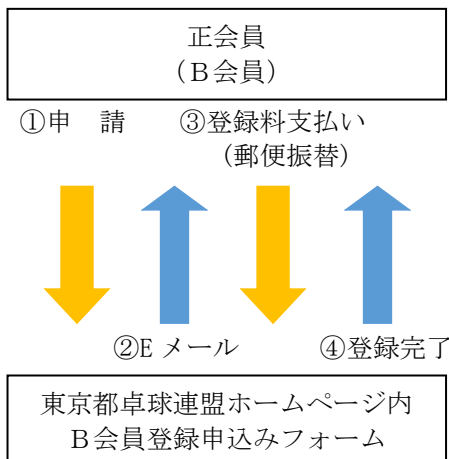 正会員
（Ｂ会員）
①申　請　　③登録料支払い
（郵便振替）
②E メール　　④登録完了
東京都卓球連盟ホームページ内
Ｂ会員登録申込みフォーム